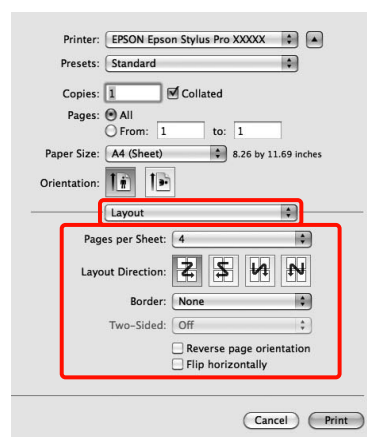 Printer: EPSON Epson Stylus Pro XXXXX
Presets: Standard
Copies: 1 Collated
Pages: All
From: 1 to: 1
Paper Size: A4 (Sheet) 8.26 by 11.69 inches
Orientation:
Layout
Pages per Sheet: 4
Layout Direction:
Border: None
Two-Sided: Off
Reverse page orientation
Flip horizontally
Cancel Print